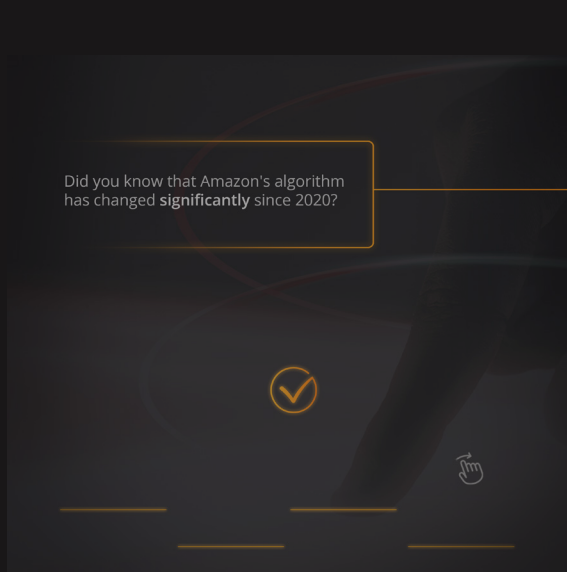 Did you know that Amazon's algorithm
has changed significantly since 2020?